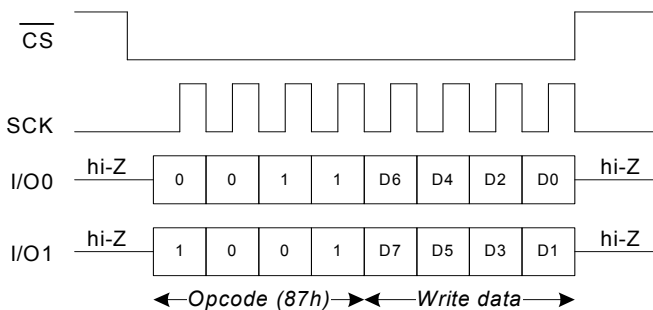 CS
SCK
I/O0 hi-Z 0 0 1 1 D6 D4 D2 D0 hi-Z
I/O1 hi-Z 1 0 0 1 D7 D5 D3 D1 hi-Z
Opcode (87h) Write data